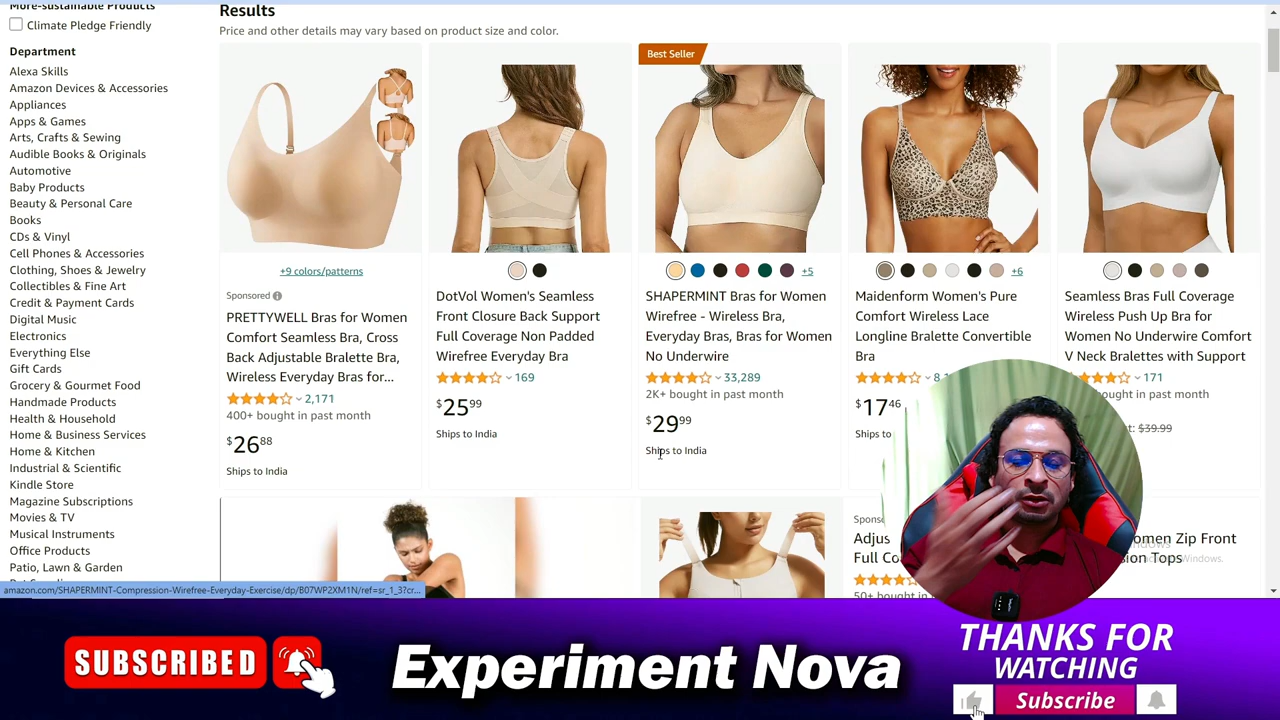 More-sustainable Products
Climate Pledge Friendly
Department
Alexa Skills
Amazon Devices & Accessories
Appliances
Apps & Games
Arts, Crafts & Sewing
Audible Books & Originals
Automotive
Baby Products
Beauty & Personal Care
Books
CDs & Vinyl
Cell Phones & Accessories
Clothing, Shoes & Jewelry
Collectibles & Fine Art
Credit & Payment Cards
Digital Music
Electronics
Everything Else
Gift Cards
Grocery & Gourmet Food
Handmade Products
Health & Household
Home & Business Services
Home & Kitchen
Industrial & Scientific
Kindle Store
Magazine Subscriptions
Movies & TV
Musical Instruments
Office Products
Patio, Lawn & Garden
Results
Price and other details may vary based on product size and color.
+9 colors/patterns
Sponsored
PRETTYWELL Bras for Women
Comfort Seamless Bra, Cross
Back Adjustable Bralette Bra,
Wireless Everyday Bras for...
2,171
400+ bought in past month
$26 88
Ships to India
DotVol Women's Seamless
Front Closure Back Support
Full Coverage Non Padded
Wirefree Everyday Bra
169
$25 99
Ships to India
Best Seller
+5
SHAPERMINT Bras for Women
Wirefree - Wireless Bra,
Everyday Bras, Bras for Women
No Underwire
33,289
2K+ bought in past month
$29 99
Ships to India
+6
Maidenform Women's Pure
Comfort Wireless Lace
Longline Bralette Convertible
Bra
$17 46
Ships to
Seamless Bras Full Coverage
Wireless Push Up Bra for
Women No Underwire Comfort
V Neck Bralettes with Support
171
bought in past month
$39.99
Full
Zip Front
Tops
50+ bought in
amazon.com/SHAPERMINT-Compression-Wirefree-Everyday-Exercise/dp/B07WP2XM1N/ref=sr_1_3?cr...
SUBSCRIBED
Experiment Nova
THANKS FOR
WATCHING
Subscribe